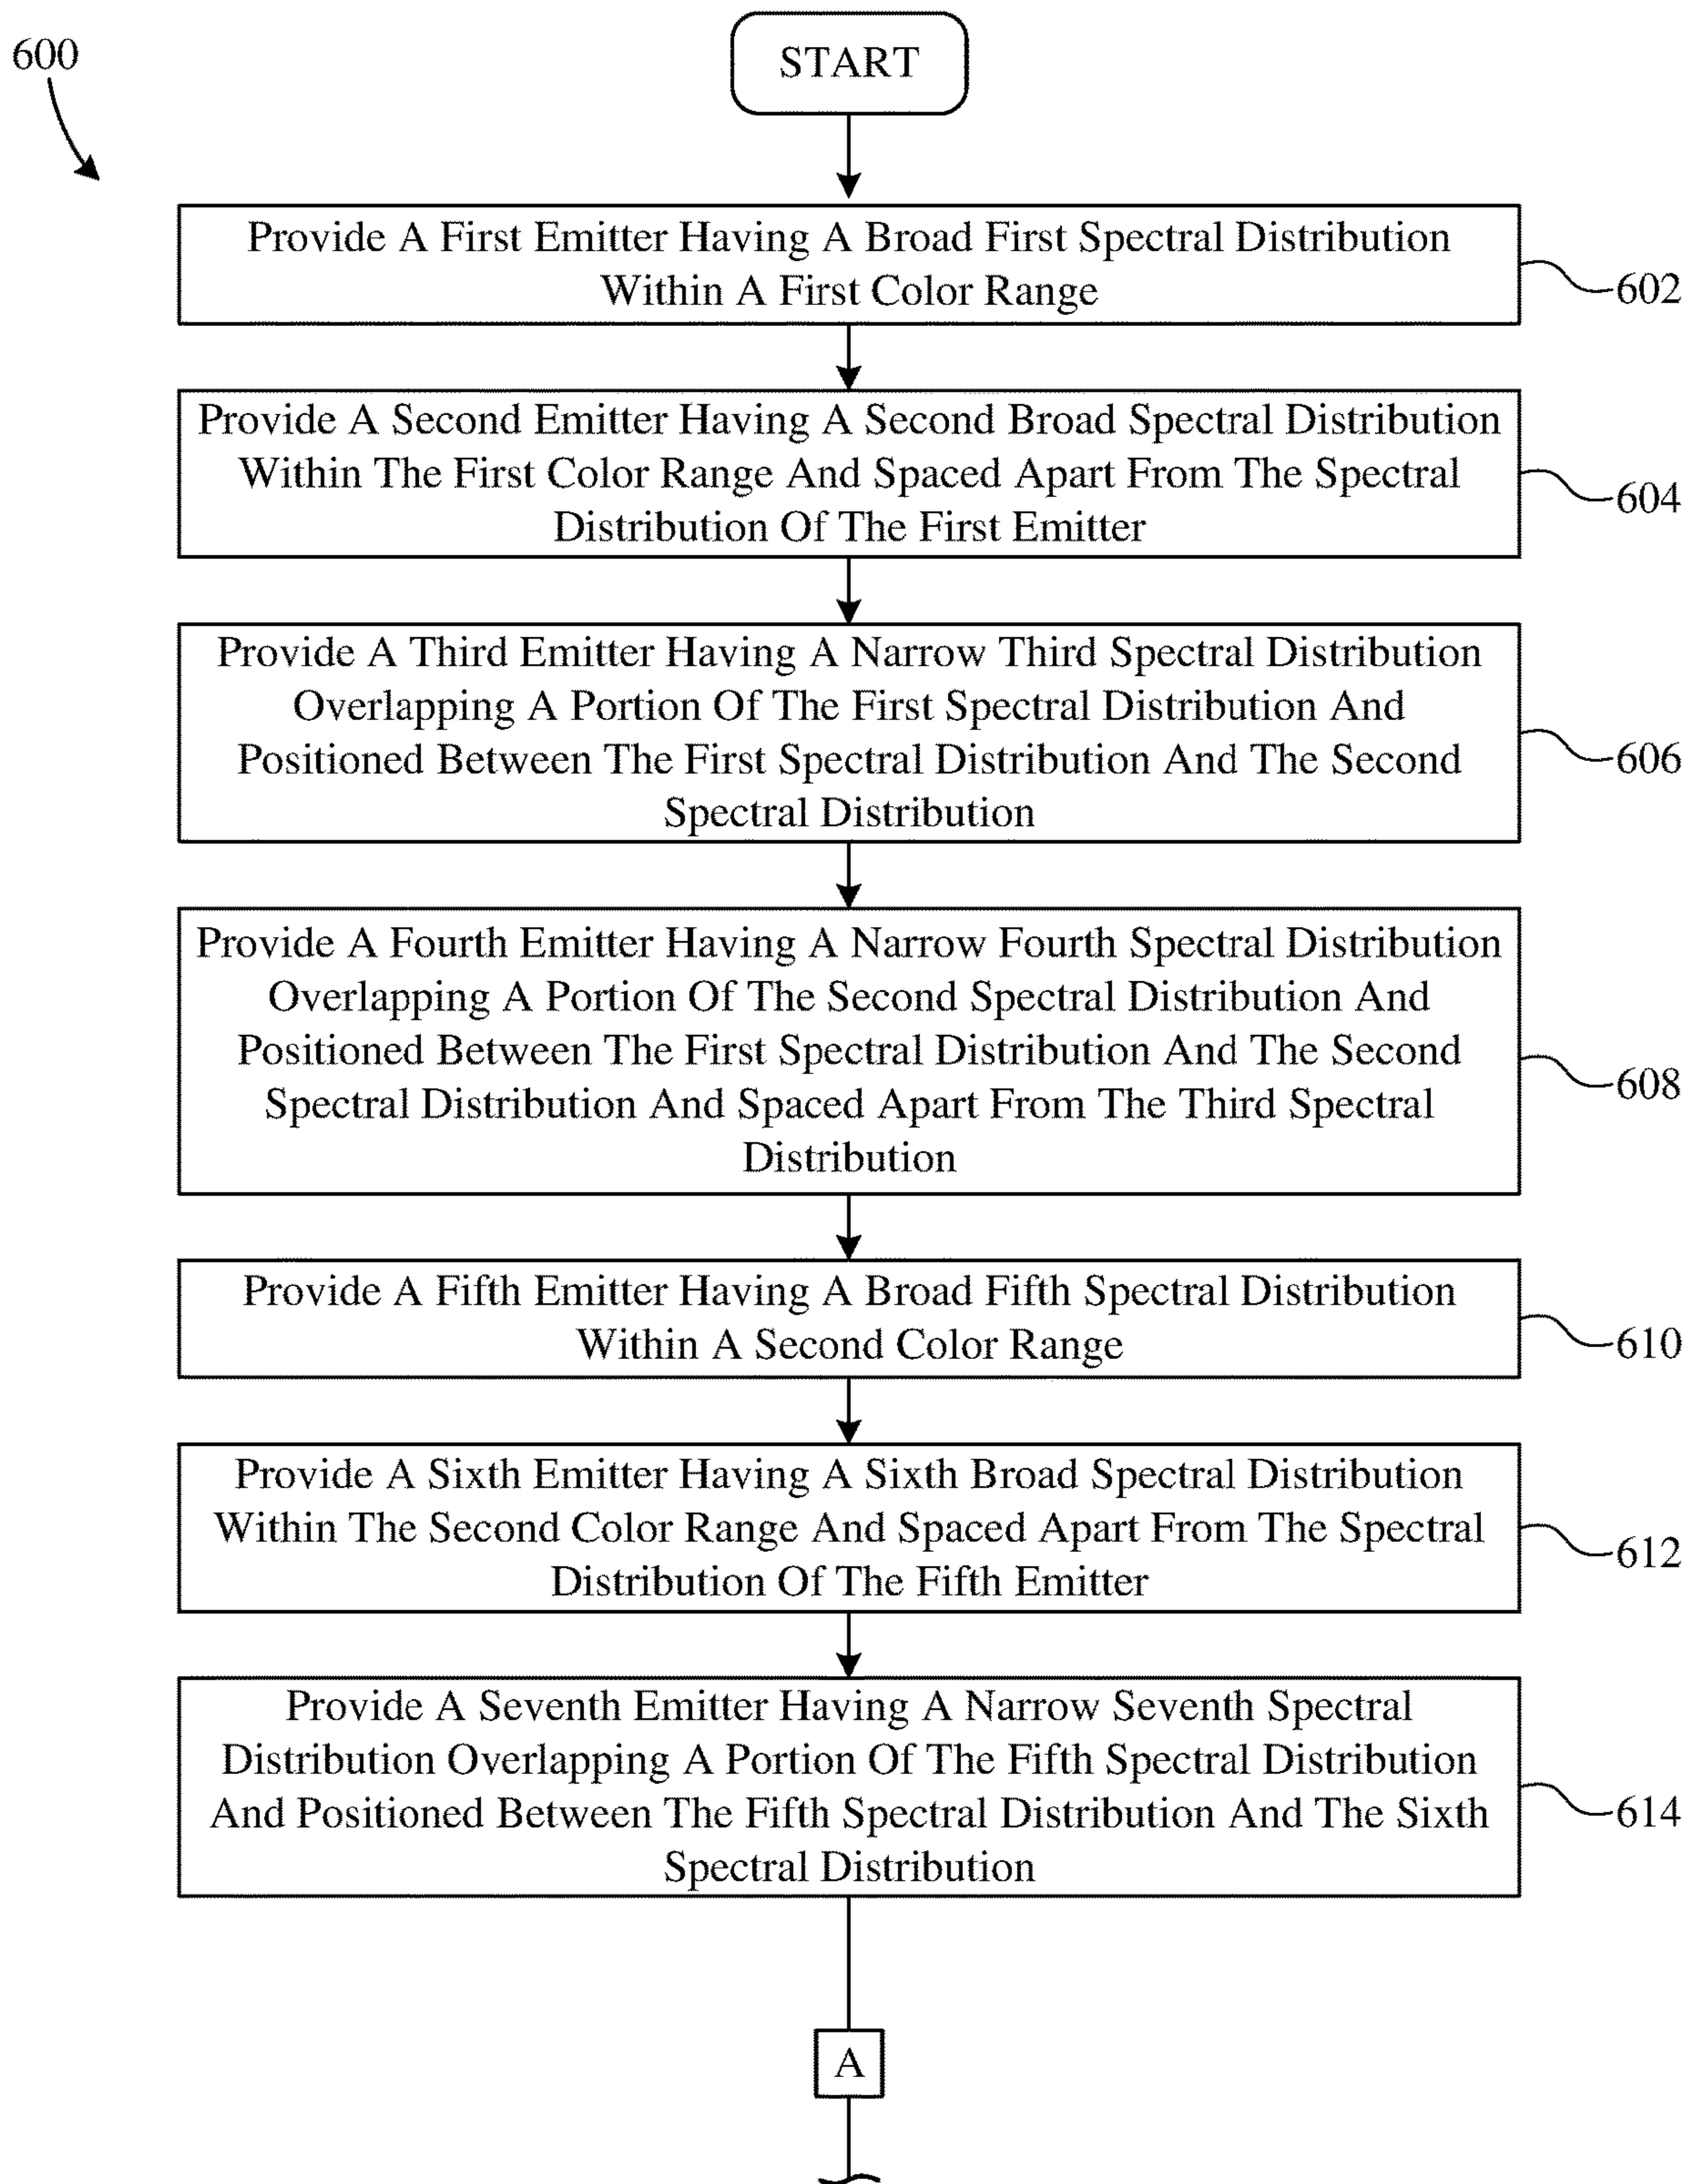 600
START
Provide A First Emitter Having A Broad First Spectral Distribution
Within A First Color Range
602
Provide A Second Emitter Having A Second Broad Spectral Distribution
Within The First Color Range And Spaced Apart From The Spectral
Distribution Of The First Emitter
604
Provide A Third Emitter Having A Narrow Third Spectral Distribution
Overlapping A Portion Of The First Spectral Distribution And
Positioned Between The First Spectral Distribution And The Second
Spectral Distribution
606
Provide A Fourth Emitter Having A Narrow Fourth Spectral Distribution
Overlapping A Portion Of The Second Spectral Distribution And
Positioned Between The First Spectral Distribution And The Second
Spectral Distribution And Spaced Apart From The Third Spectral
Distribution
608
Provide A Fifth Emitter Having A Broad Fifth Spectral Distribution
Within A Second Color Range
610
Provide A Sixth Emitter Having A Sixth Broad Spectral Distribution
Within The Second Color Range And Spaced Apart From The Spectral
Distribution Of The Fifth Emitter
612
Provide A Seventh Emitter Having A Narrow Seventh Spectral
Distribution Overlapping A Portion Of The Fifth Spectral Distribution
And Positioned Between The Fifth Spectral Distribution And The Sixth
Spectral Distribution
614
A